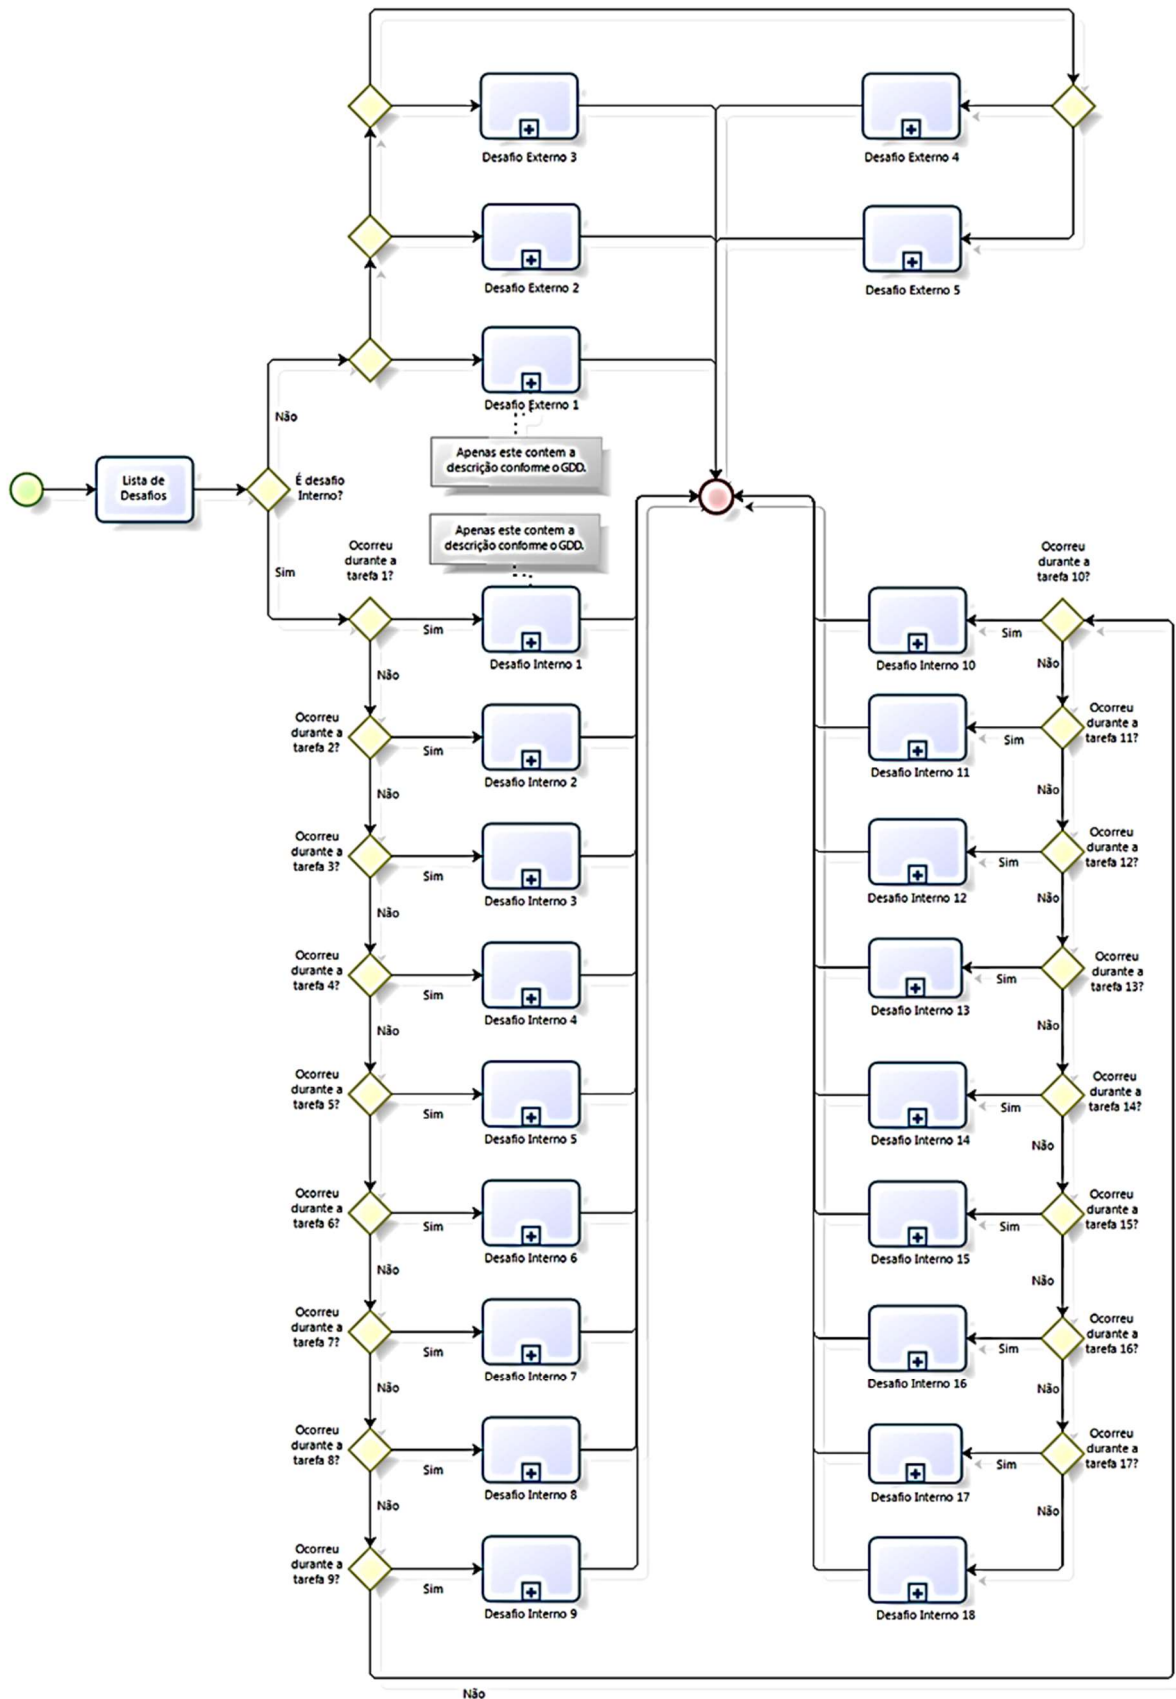 Desafio Externo 3
Desafio Externo 4
Desafio Externo 2
Desafio Externo 5
Desafio Externo 1
Não
Apenas este contem a
descrição conforme o GDD.
Lista de
Desafios
É desafio
Interno?
Apenas este contem a
descrição conforme o GDD.
Sim
Ocorreu
durante a
tarefa 1?
Sim
Desafio Interno 1
Não
Ocorreu
durante a
tarefa 2?
Sim
Desafio Interno 2
Não
Ocorreu
durante a
tarefa 3?
Sim
Desafio Interno 3
Não
Ocorreu
durante a
tarefa 4?
Sim
Desafio Interno 4
Não
Ocorreu
durante a
tarefa 5?
Sim
Desafio Interno 5
Ocorreu
durante a
tarefa 6?
Sim
Desafio Interno 6
Não
Ocorreu
durante a
tarefa 7?
Sim
Desafio Interno 7
Não
Ocorreu
durante a
tarefa 8?
Sim
Desafio Interno 8
Não
Ocorreu
durante a
tarefa 9?
Sim
Desafio Interno 9
Não
Ocorreu
durante a
tarefa 10?
Sim
Desafio Interno 10
Não
Ocorreu
durante a
tarefa 11?
Sim
Desafio Interno 11
Não
Ocorreu
durante a
tarefa 12?
Sim
Desafio Interno 12
Não
Ocorreu
durante a
tarefa 13?
Sim
Desafio Interno 13
Não
Ocorreu
durante a
tarefa 14?
Sim
Desafio Interno 14
Não
Ocorreu
durante a
tarefa 15?
Sim
Desafio Interno 15
Não
Ocorreu
durante a
tarefa 16?
Sim
Desafio Interno 16
Não
Ocorreu
durante a
tarefa 17?
Sim
Desafio Interno 17
Não
Desafio Interno 18